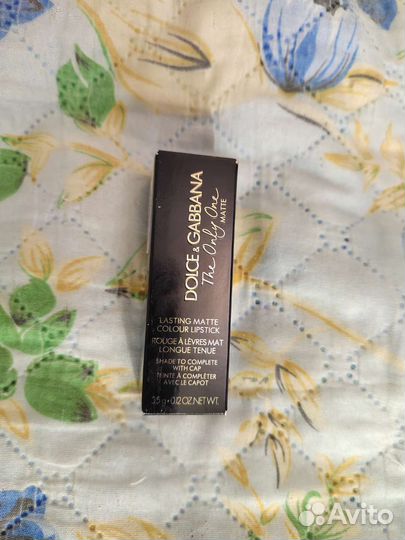 DOLCE & GABBANA
The Only One
MATTE
LASTING MATTE
COLOUR LIPSTICK
ROUGE À LÈVRES MAT
LONGUE TENUE
SHADE TO COMPLETE
WITH CAP
TEINTE À COMPLÉTER
AVEC LE CAPOT
3,5 g - 0.12 OZ. NET WT.
Avito